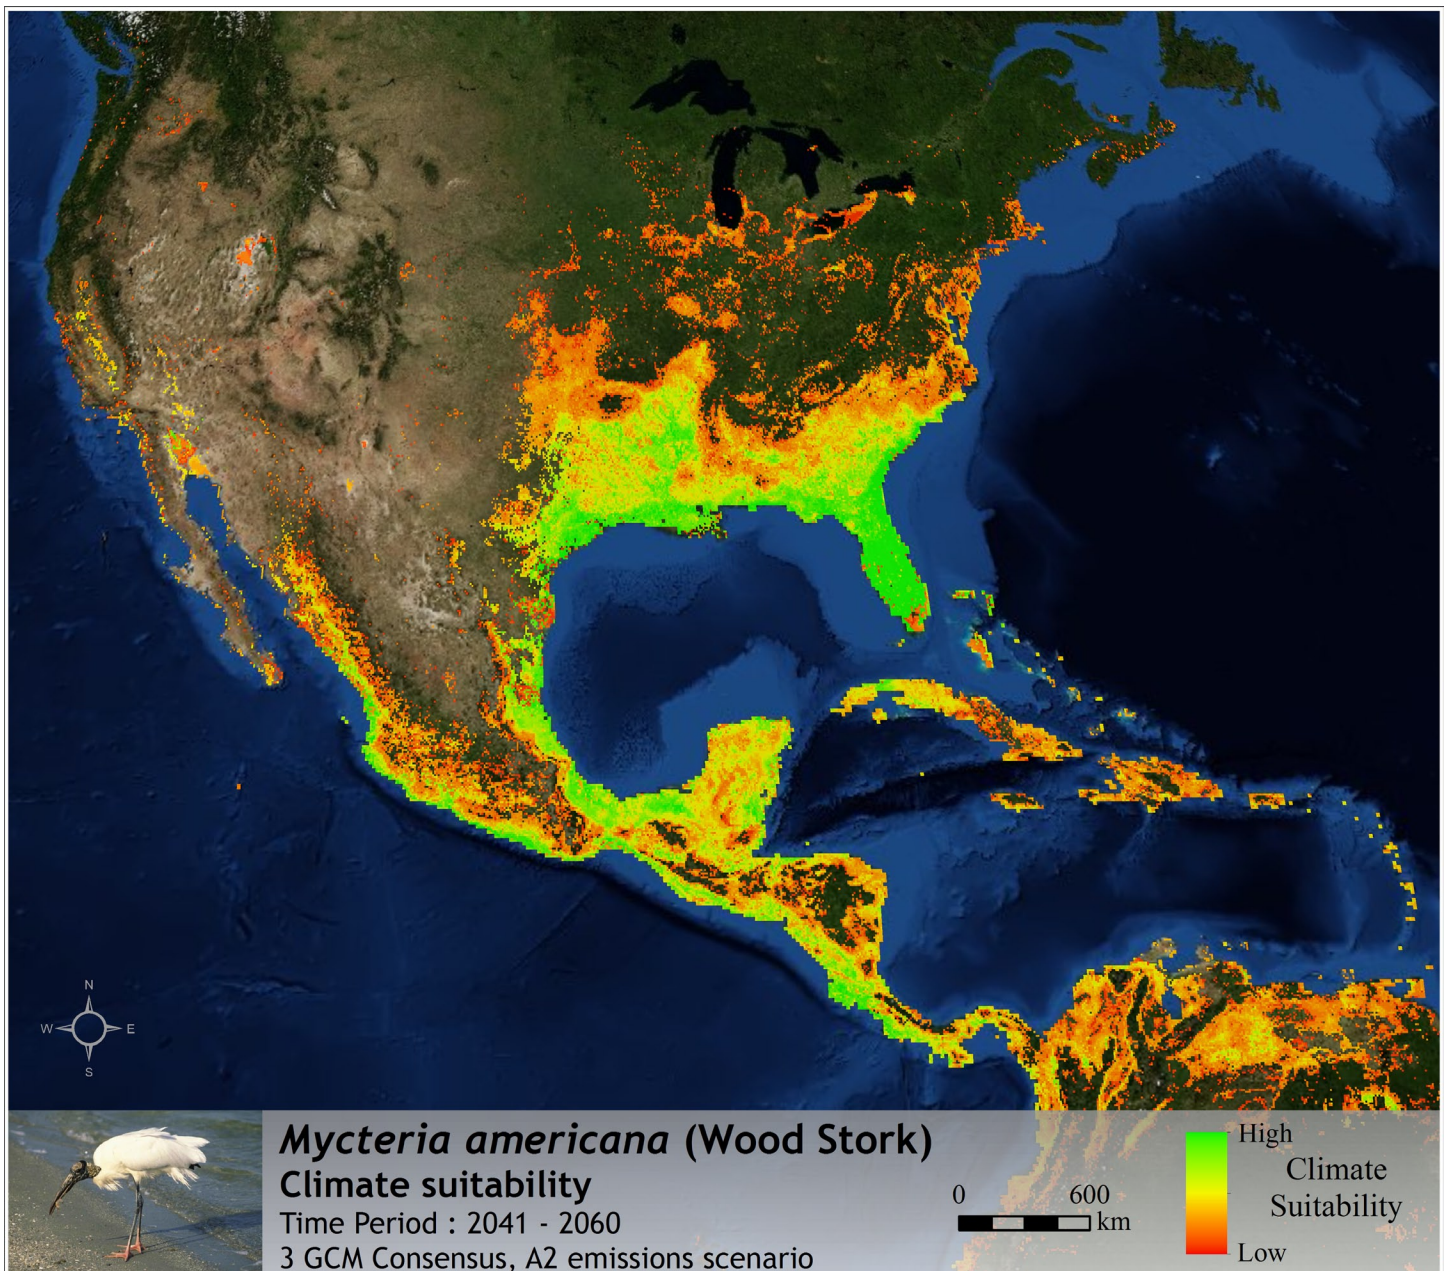 N
W E
S
Mycteria americana (Wood Stork)
Climate suitability
Time Period : 2041 - 2060
3 GCM Consensus, A2 emissions scenario
0 600
km
High
Climate
Suitability
Low